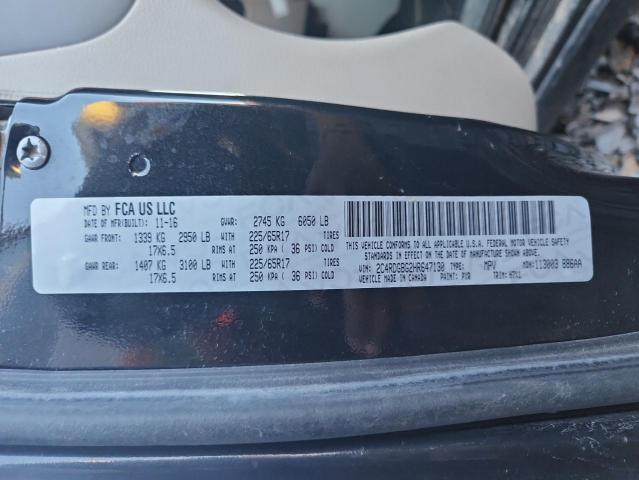 MFD BY FCA US LLC
DATE OF MFR(BUILT): 11-16 GVWR: 2745 KG 6050 LB
GAWR FRONT: 1339 KG 2950 LB WITH 225/65R17 TIRES
17X6.5 RIMS AT 250 KPA ( 36 PSI) COLD
GAWR REAR: 1407 KG 3100 LB WITH 225/65R17 TIRES
17X6.5 RIMS AT 250 KPA ( 36 PSI) COLD
THIS VEHICLE CONFORMS TO ALL APPLICABLE U.S.A. FEDERAL MOTOR VEHICLE SAFETY
STANDARDS IN EFFECT ON THE DATE OF MANUFACTURE SHOWN ABOVE.
VIN: 2C4RDGBG2HR647130 TYPE: MPV MDH: 113003 886AA
VEHICLE MADE IN CANADA PAINT: PXR TRIM: